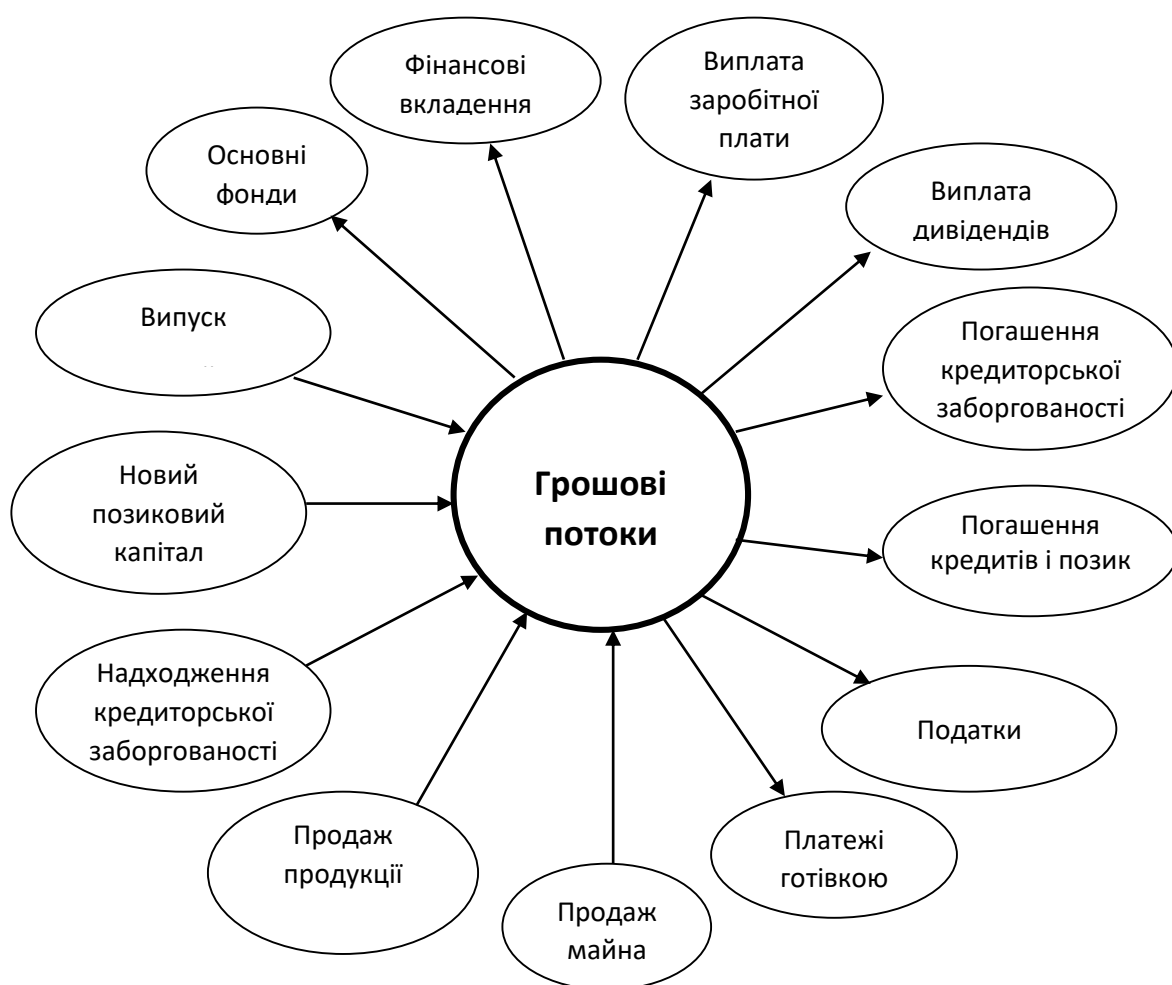 Фінансові
вкладення
Виплата
заробітної
плати
Основні
фонди
Виплата
дивідендів
Випуск
Погашення
кредиторської
заборгованості
Грошові
потоки
Новий
позиковий
капітал
Погашення
кредитів і позик
Надходження
кредиторської
заборгованості
Податки
Продаж
продукції
Платежі
готівкою
Продаж
майна